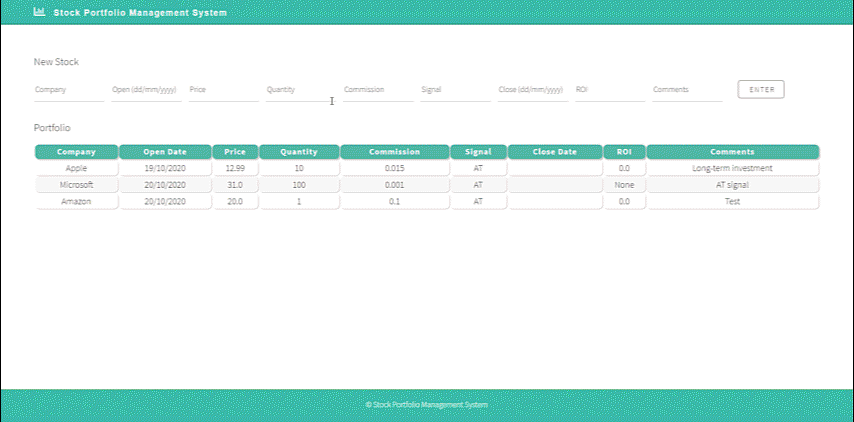 Stock Portfolio Management System
New Stock
Company Open (dd/mm/yyyy) Price Quantity Commission Signal Close (dd/mm/yyyy) ROI Comments ENTER
Portfolio
Company Open Date Price Quantity Commission Signal Close Date ROI Comments
Apple 19/10/2020 12.99 10 0.015 AT 0.0 Long-term investment
Microsoft 20/10/2020 31.0 100 0.001 AT None AT signal
Amazon 20/10/2020 20.0 1 0.1 AT 0.0 Test
© Stock Portfolio Management System